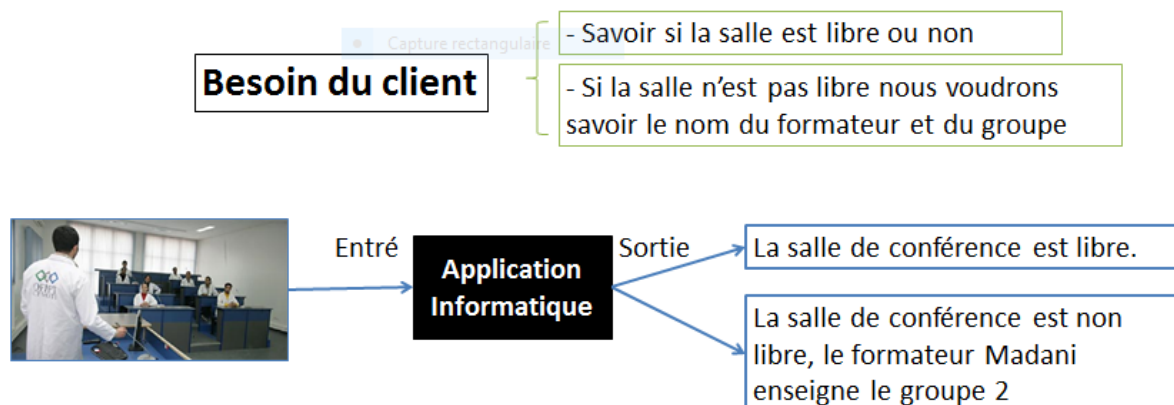 Capture rectangulaire
- Savoir si la salle est libre ou non
Besoin du client
- Si la salle n'est pas libre nous voudrons
savoir le nom du formateur et du groupe
Entré
Application
Informatique
Sortie
La salle de conférence est libre.
La salle de conférence est non
libre, le formateur Madani
enseigne le groupe 2